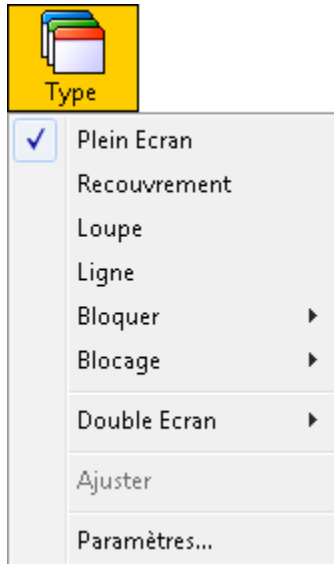 Type
Plein Ecran
Recouvrement
Loupe
Ligne
Bloquer
Blocage
Double Ecran
Ajuster
Paramètres...